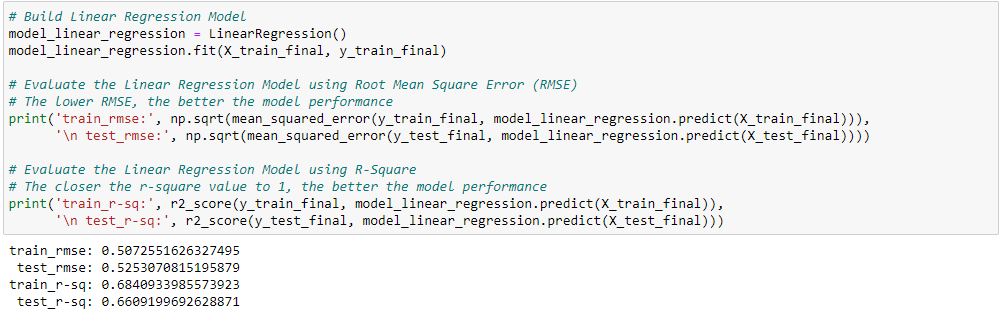 # Build Linear Regression Model
model_linear_regression = LinearRegression()
model_linear_regression.fit(X_train_final, y_train_final)
# Evaluate the Linear Regression Model using Root Mean Square Error (RMSE)
# The lower RMSE, the better the model performance
print('train_rmse:', np.sqrt(mean_squared_error(y_train_final, model_linear_regression.predict(X_train_final))),
'\n test_rmse:', np.sqrt(mean_squared_error(y_test_final, model_linear_regression.predict(X_test_final))))
# Evaluate the Linear Regression Model using R-Square
# The closer the r-square value to 1, the better the model performance
print('train_r-sq:', r2_score(y_train_final, model_linear_regression.predict(X_train_final)),
'\n test_r-sq:', r2_score(y_test_final, model_linear_regression.predict(X_test_final)))
train_rmse: 0.5072551626327495
test_rmse: 0.5253070815195879
train_r-sq: 0.6840933985573923
test_r-sq: 0.6609199692628871